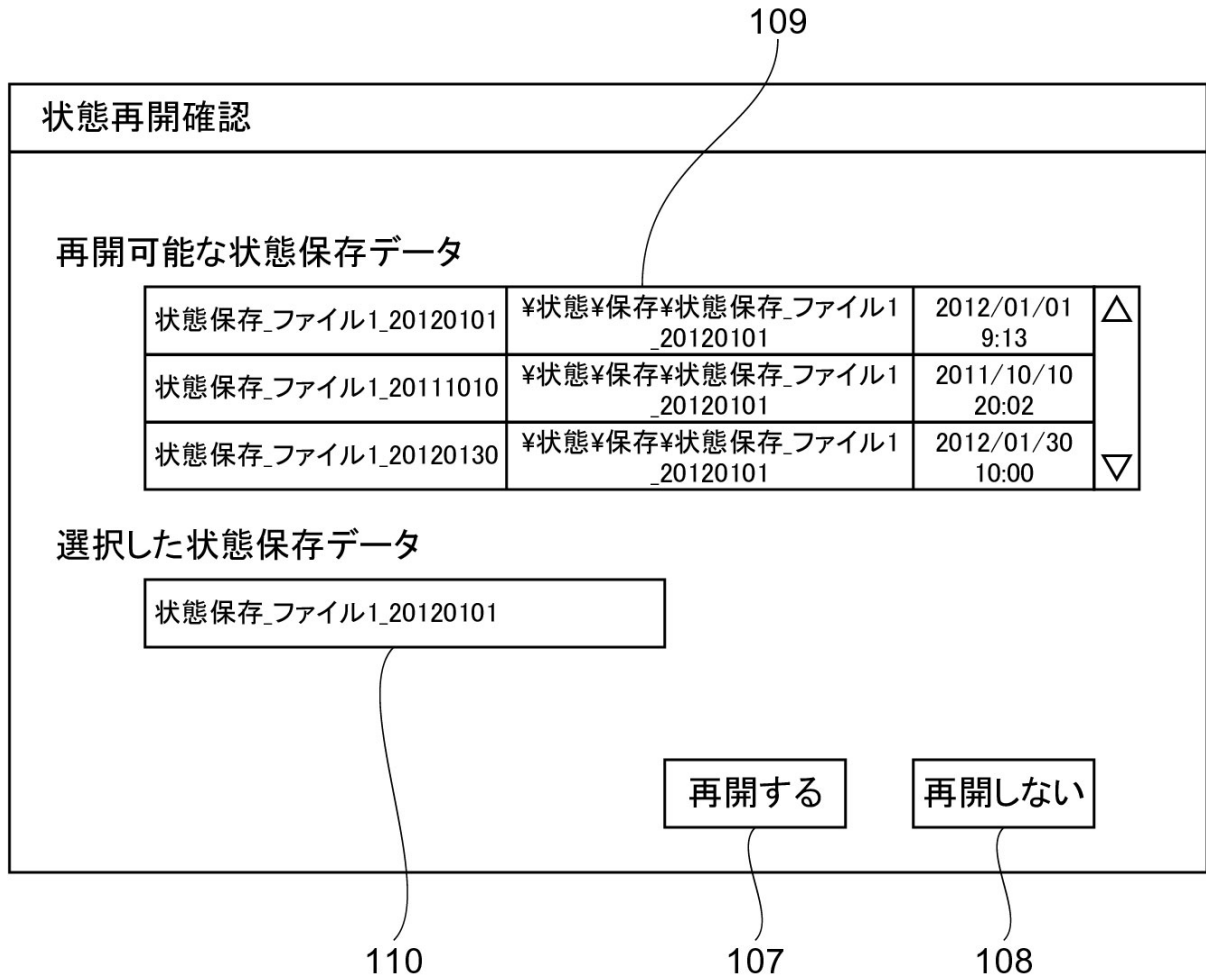 109
状態再開確認
再開可能な状態保存データ
状態保存_ファイル1_20120101
¥状態¥保存¥状態保存_ファイル1
_20120101
2012/01/01
9:13
状態保存_ファイル1_20111010
¥状態¥保存¥状態保存_ファイル1
_20120101
2011/10/10
20:02
状態保存_ファイル1_20120130
¥状態¥保存¥状態保存_ファイル1
_20120101
2012/01/30
10:00
選択した状態保存データ
状態保存_ファイル1_20120101
再開する
再開しない
110
107
108